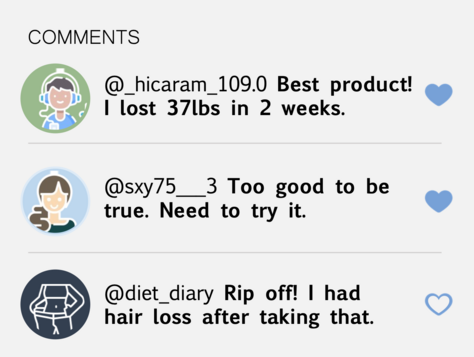 COMMENTS
@_hicaram_109.0 Best product!
I lost 37lbs in 2 weeks.
@sxy75___3 Too good to be
true. Need to try it.
@diet_diary Rip off! I had
hair loss after taking that.